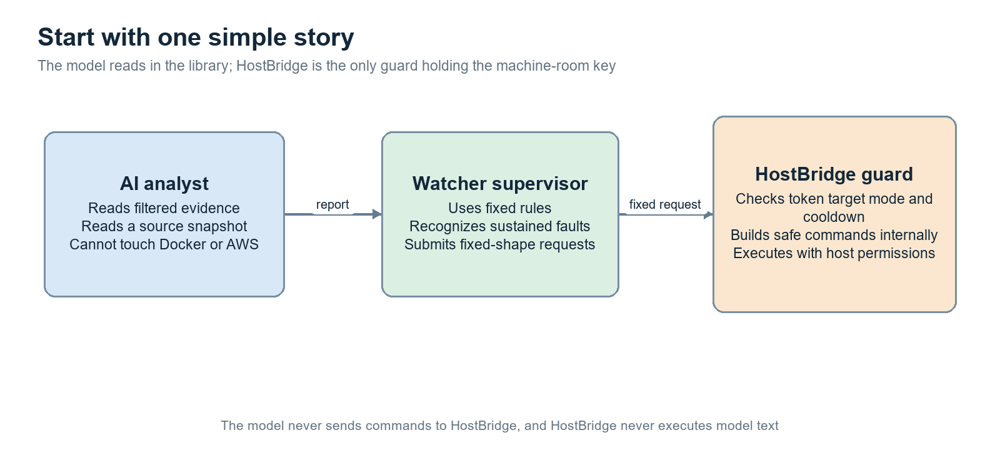 Start with one simple story
The model reads in the library; HostBridge is the only guard holding the machine-room key
AI analyst
Reads filtered evidence
Reads a source snapshot
Cannot touch Docker or AWS
report
Watcher supervisor
Uses fixed rules
Recognizes sustained faults
Submits fixed-shape requests
fixed request
HostBridge guard
Checks token target mode and
cooldown
Builds safe commands internally
Executes with host permissions
The model never sends commands to HostBridge, and HostBridge never executes model text